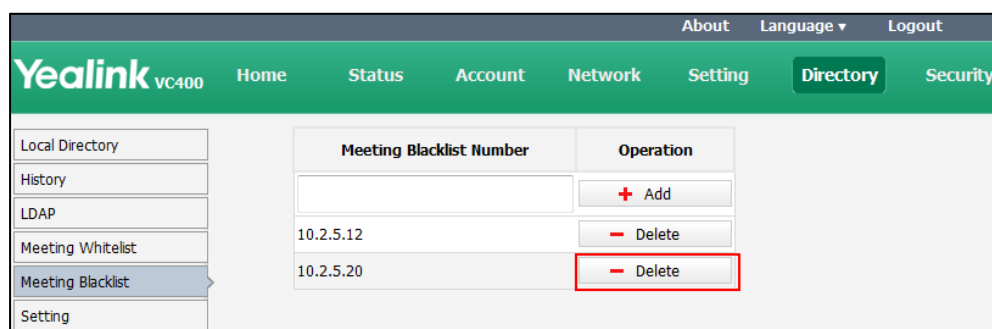 About Language ▾ Logout
Yealink VC400 Home Status Account Network Setting Directory Security
Local Directory
History
LDAP
Meeting Whitelist
Meeting Blacklist
Setting
Meeting Blacklist Number Operation
+ Add
10.2.5.12 − Delete
10.2.5.20 − Delete